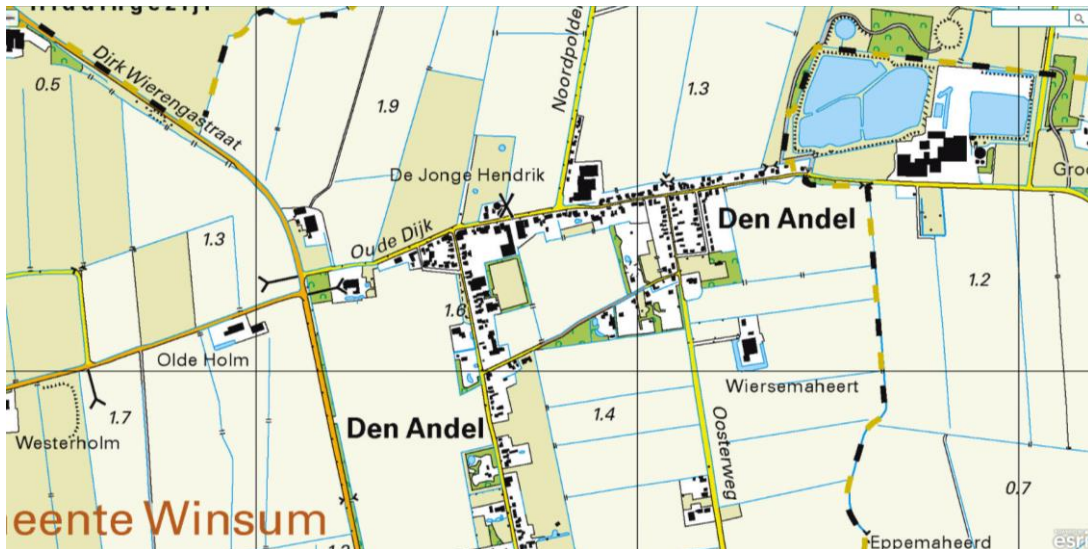 Dirk Wierengastraat
0.5
1.9
Noordpolder
1.3
De Jonge Hendrik
Groe
Den Andel
Oude Dijk
1.3
1.2
1.6
Olde Holm
Wiersemaheert
1.7
Den Andel
1.4
Westerholm
Oosterweg
0.7
eente Winsum
Eppemaheerd
esri